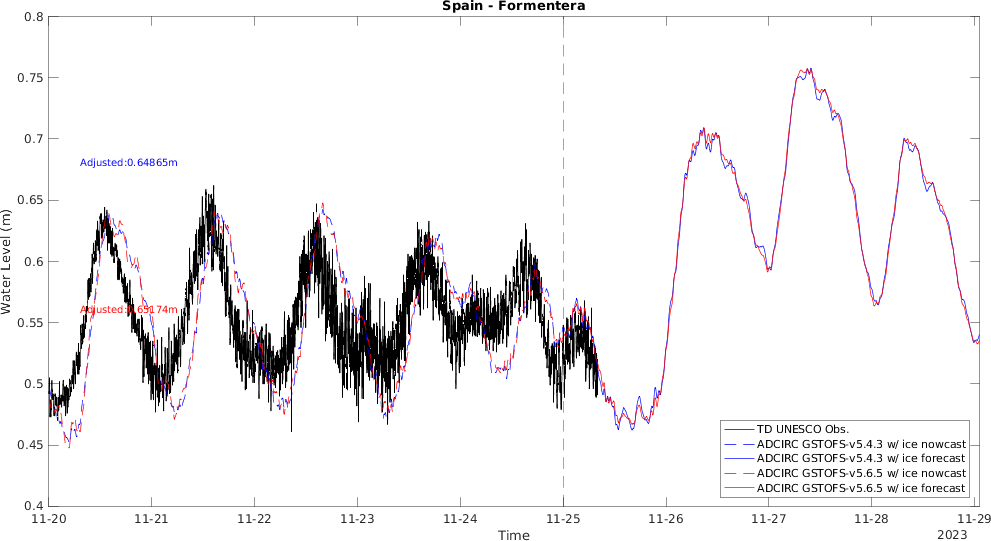 Spain - Formentera
0.8
0.75
0.7
0.65
0.6
0.55
0.5
0.45
0.4
Water Level (m)
Adjusted:0.64865m
Adjusted:0.65174m
TD UNESCO Obs.
ADCIRC GSTOFS-v5.4.3 w/ ice nowcast
ADCIRC GSTOFS-v5.4.3 w/ ice forecast
ADCIRC GSTOFS-v5.6.5 w/ ice nowcast
ADCIRC GSTOFS-v5.6.5 w/ ice forecast
11-20 11-21 11-22 11-23 11-24 11-25 11-26 11-27 11-28 11-29
Time
2023